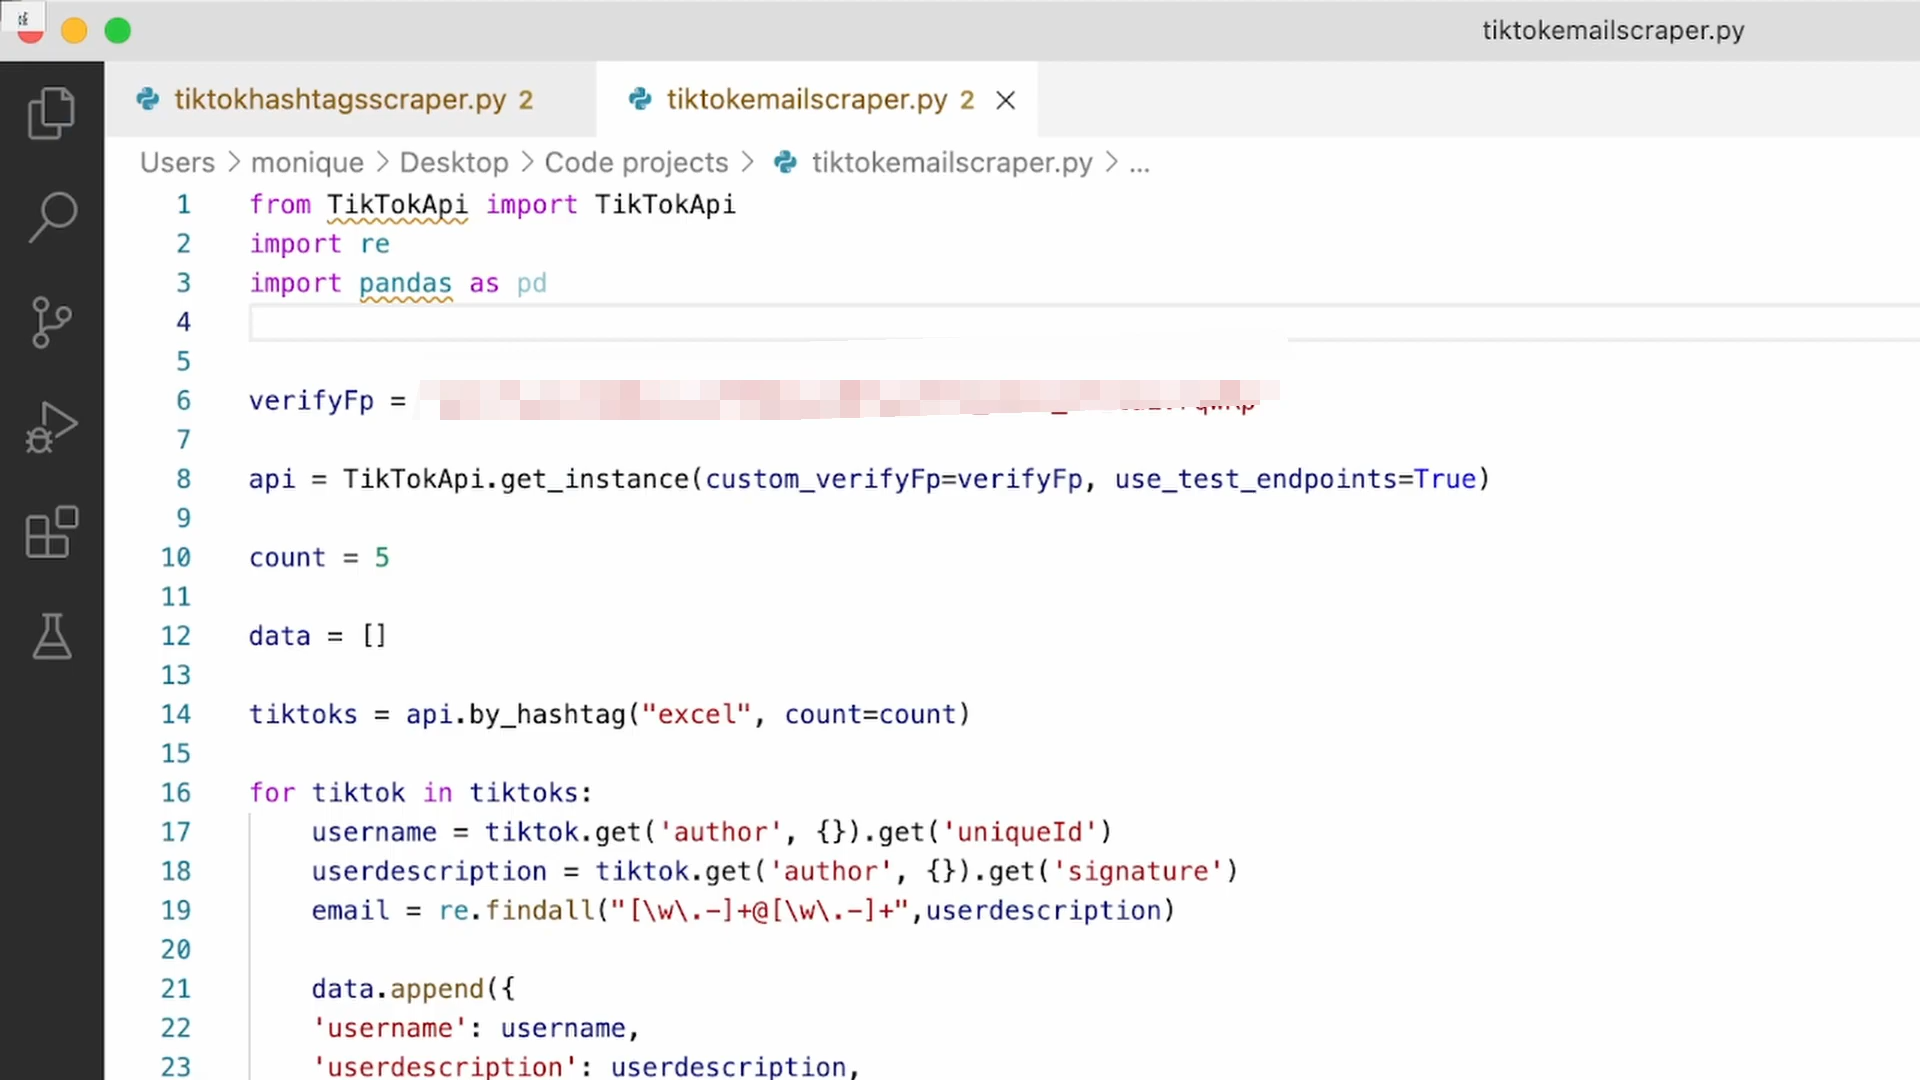 tiktokemailscraper.py
tiktokhashtagsscraper.py 2
tiktokemailscraper.py 2
Users > monique > Desktop > Code projects > tiktokemailscraper.py > ...
1 from TikTokApi import TikTokApi
2 import re
3 import pandas as pd
4
5
6 verifyFp =
7
8 api = TikTokApi.get_instance(custom_verifyFp=verifyFp, use_test_endpoints=True)
9
10 count = 5
11
12 data = []
13
14 tiktoks = api.by_hashtag("excel", count=count)
15
16 for tiktok in tiktoks:
17     username = tiktok.get('author', {}).get('uniqueId')
18     userdescription = tiktok.get('author', {}).get('signature')
19     email = re.findall("[\w\.-]+@[\w\.-]+",userdescription)
20
21     data.append({
22     'username': username,
23     'userdescription': userdescription,